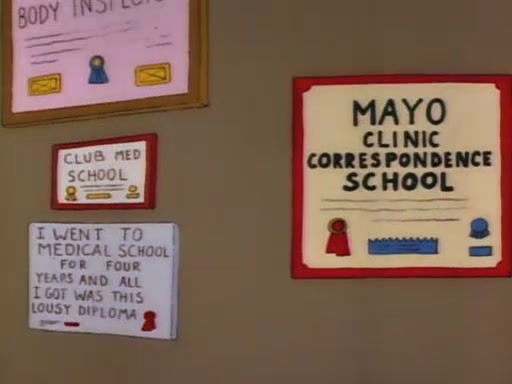 BODY INSPEC
CLUB MED
SCHOOL
I WENT TO
MEDICAL SCHOOL
FOR FOUR
YEARS AND ALL
I GOT WAS THIS
LOUSY DIPLOMA
MAYO
CLINIC
CORRESPONDENCE
SCHOOL